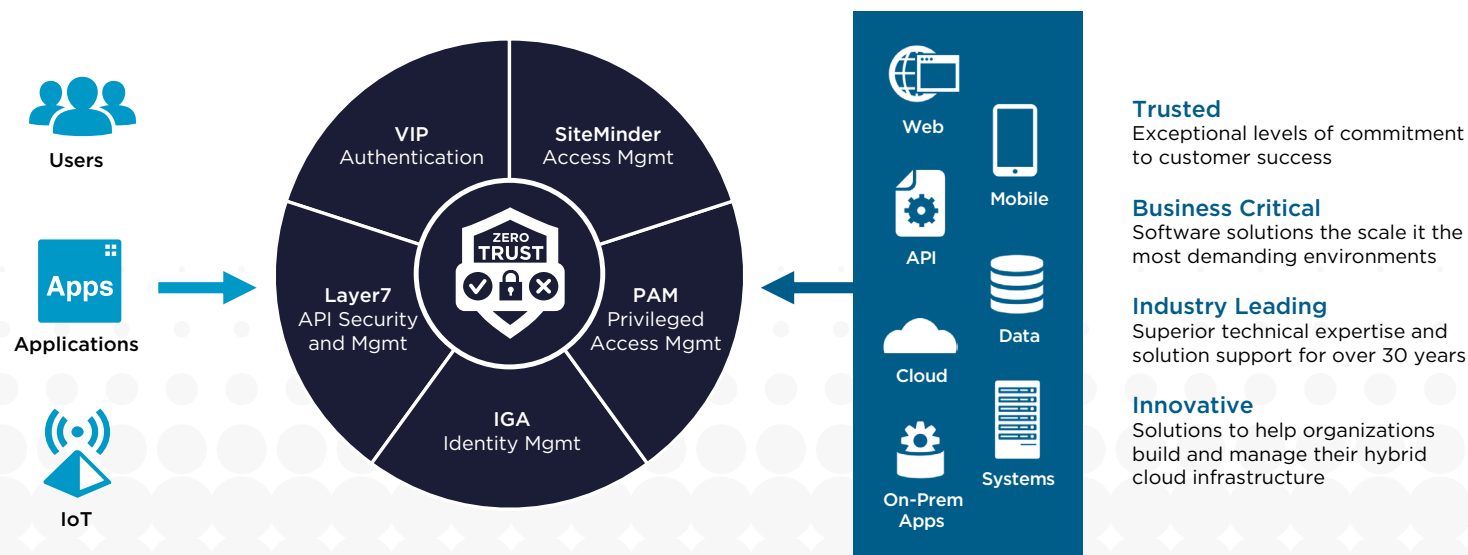 Users
Apps
Applications
IoT
VIP
Authentication
SiteMinder
Access Mgmt
ZERO
TRUST
Layer7
API Security
and Mgmt
PAM
Privileged
Access Mgmt
IGA
Identity Mgmt
Web
Mobile
API
Data
Cloud
Systems
On-Prem
Apps
Trusted
Exceptional levels of commitment
to customer success
Business Critical
Software solutions the scale it the
most demanding environments
Industry Leading
Superior technical expertise and
solution support for over 30 years
Innovative
Solutions to help organizations
build and manage their hybrid
cloud infrastructure